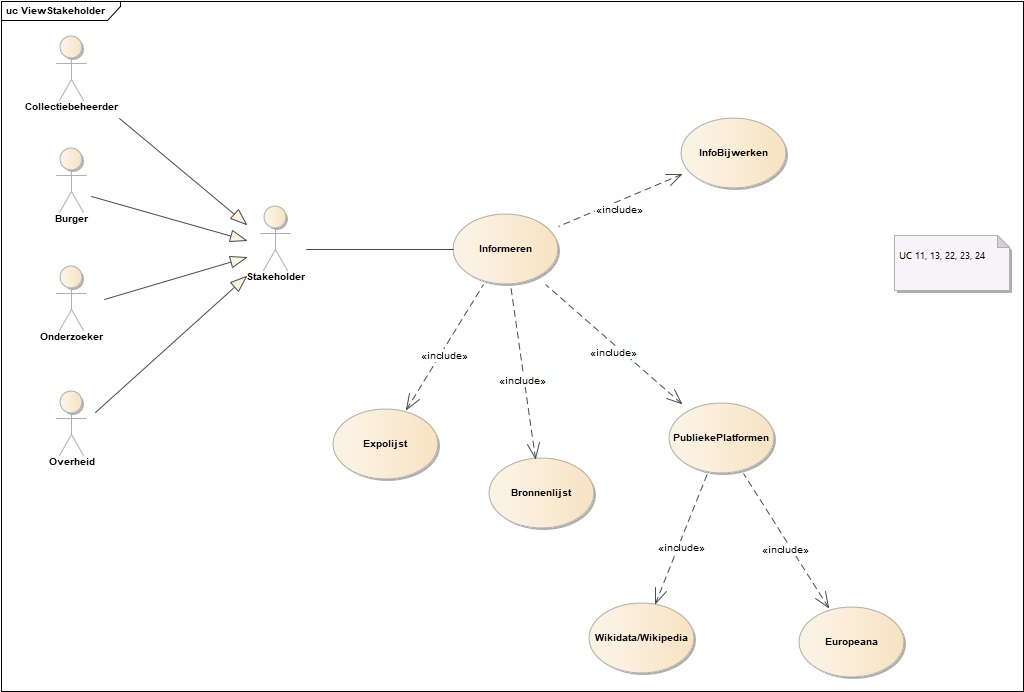 uc ViewStakeholder
Collectiebeheerder
Burger
Onderzoeker
Overheid
Stakeholder
Informeren
InfoBijwerken
«include»
UC 11, 13, 22, 23, 24
«include»
«include»
«include»
Expolijst
Bronnenlijst
PubliekePlatformen
«include»
«include»
Wikidata/Wikipedia
Europeana